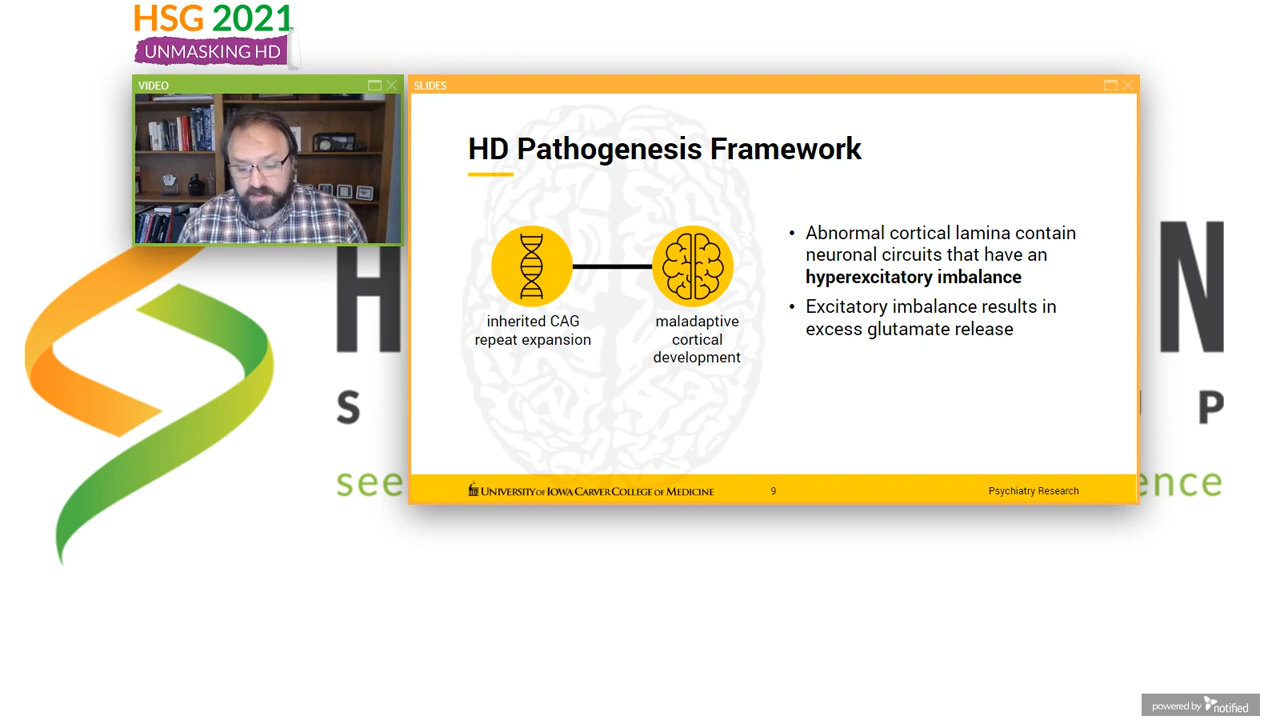 HSG 2021
UNMASKING HD
VIDEO
SLIDES
HD Pathogenesis Framework
inherited CAG
repeat expansion
maladaptive
cortical
development
• Abnormal cortical lamina contain
neuronal circuits that have an
hyperexcitatory imbalance
• Excitatory imbalance results in
excess glutamate release
UNIVERSITY OF IOWA CARVER COLLEGE OF MEDICINE
9
Psychiatry Research
H
N
S
P
see
ence
powered by notified